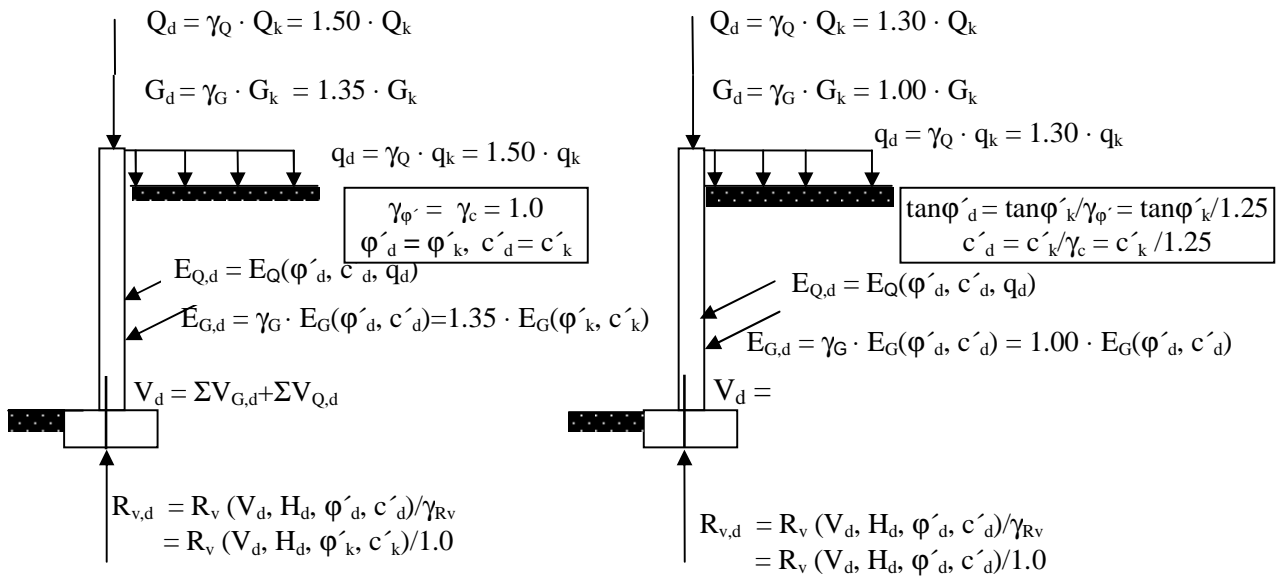 Q_d = γ_Q · Q_k = 1.50 · Q_k
G_d = γ_G · G_k = 1.35 · G_k
q_d = γ_Q · q_k = 1.50 · q_k
γ_φ´ = γ_c = 1.0
φ´_d = φ´_k, c´_d = c´_k
E_Q,d = E_Q(φ´_d, c_d, q_d)
E_G,d = γ_G · E_G(φ´_d, c´_d)=1.35 · E_G(φ´_k, c´_k)
V_d = ΣV_G,d+ΣV_Q,d
R_v,d = R_v (V_d, H_d, φ´_d, c´_d)/γ_Rv
= R_v (V_d, H_d, φ´_k, c´_k)/1.0
Q_d = γ_Q · Q_k = 1.30 · Q_k
G_d = γ_G · G_k = 1.00 · G_k
q_d = γ_Q · q_k = 1.30 · q_k
tanφ´_d = tanφ´_k/γ_φ´ = tanφ´_k/1.25
c´_d = c´_k/γ_c = c´_k /1.25
E_Q,d = E_Q(φ´_d, c´_d, q_d)
E_G,d = γ_G · E_G(φ´_d, c´_d) = 1.00 · E_G(φ´_d, c´_d)
V_d =
R_v,d = R_v (V_d, H_d, φ´_d, c´_d)/γ_Rv
= R_v (V_d, H_d, φ´_d, c´_d)/1.0